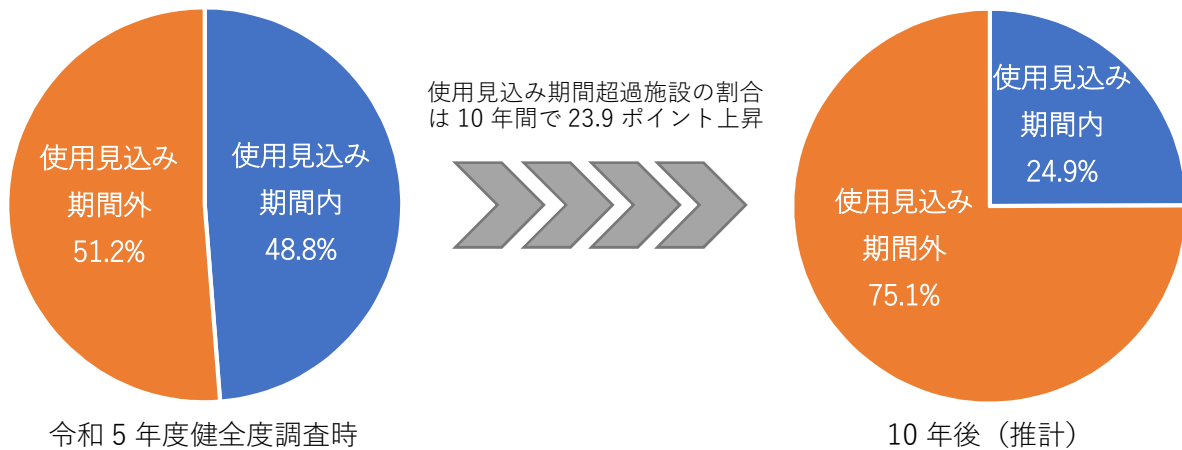 使用見込み
期間外
51.2%
使用見込み
期間内
48.8%
令和 5 年度健全度調査時
使用見込み期間超過施設の割合
は 10 年間で 23.9 ポイント上昇
使用見込み
期間内
24.9%
使用見込み
期間外
75.1%
10 年後（推計）